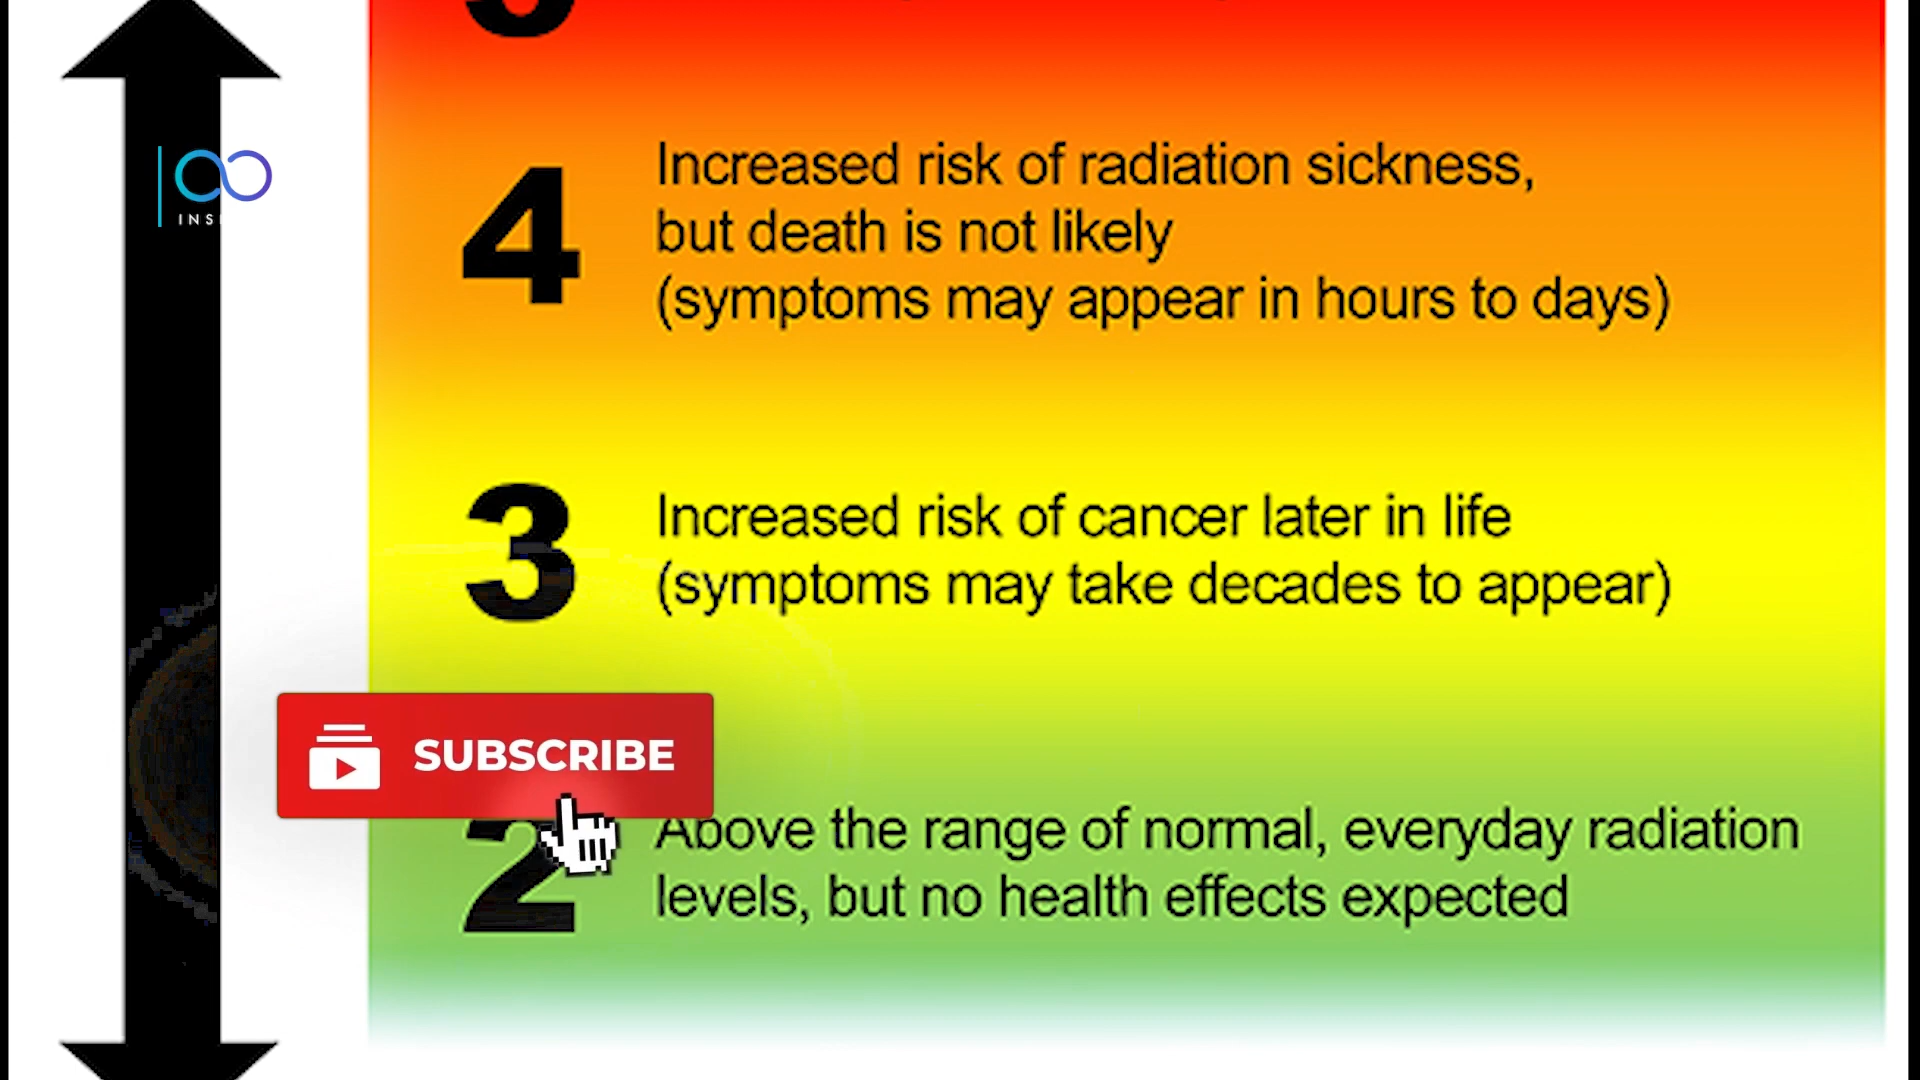 INS
4
Increased risk of radiation sickness,
but death is not likely
(symptoms may appear in hours to days)
3
Increased risk of cancer later in life
(symptoms may take decades to appear)
SUBSCRIBE
2
Above the range of normal, everyday radiation
levels, but no health effects expected